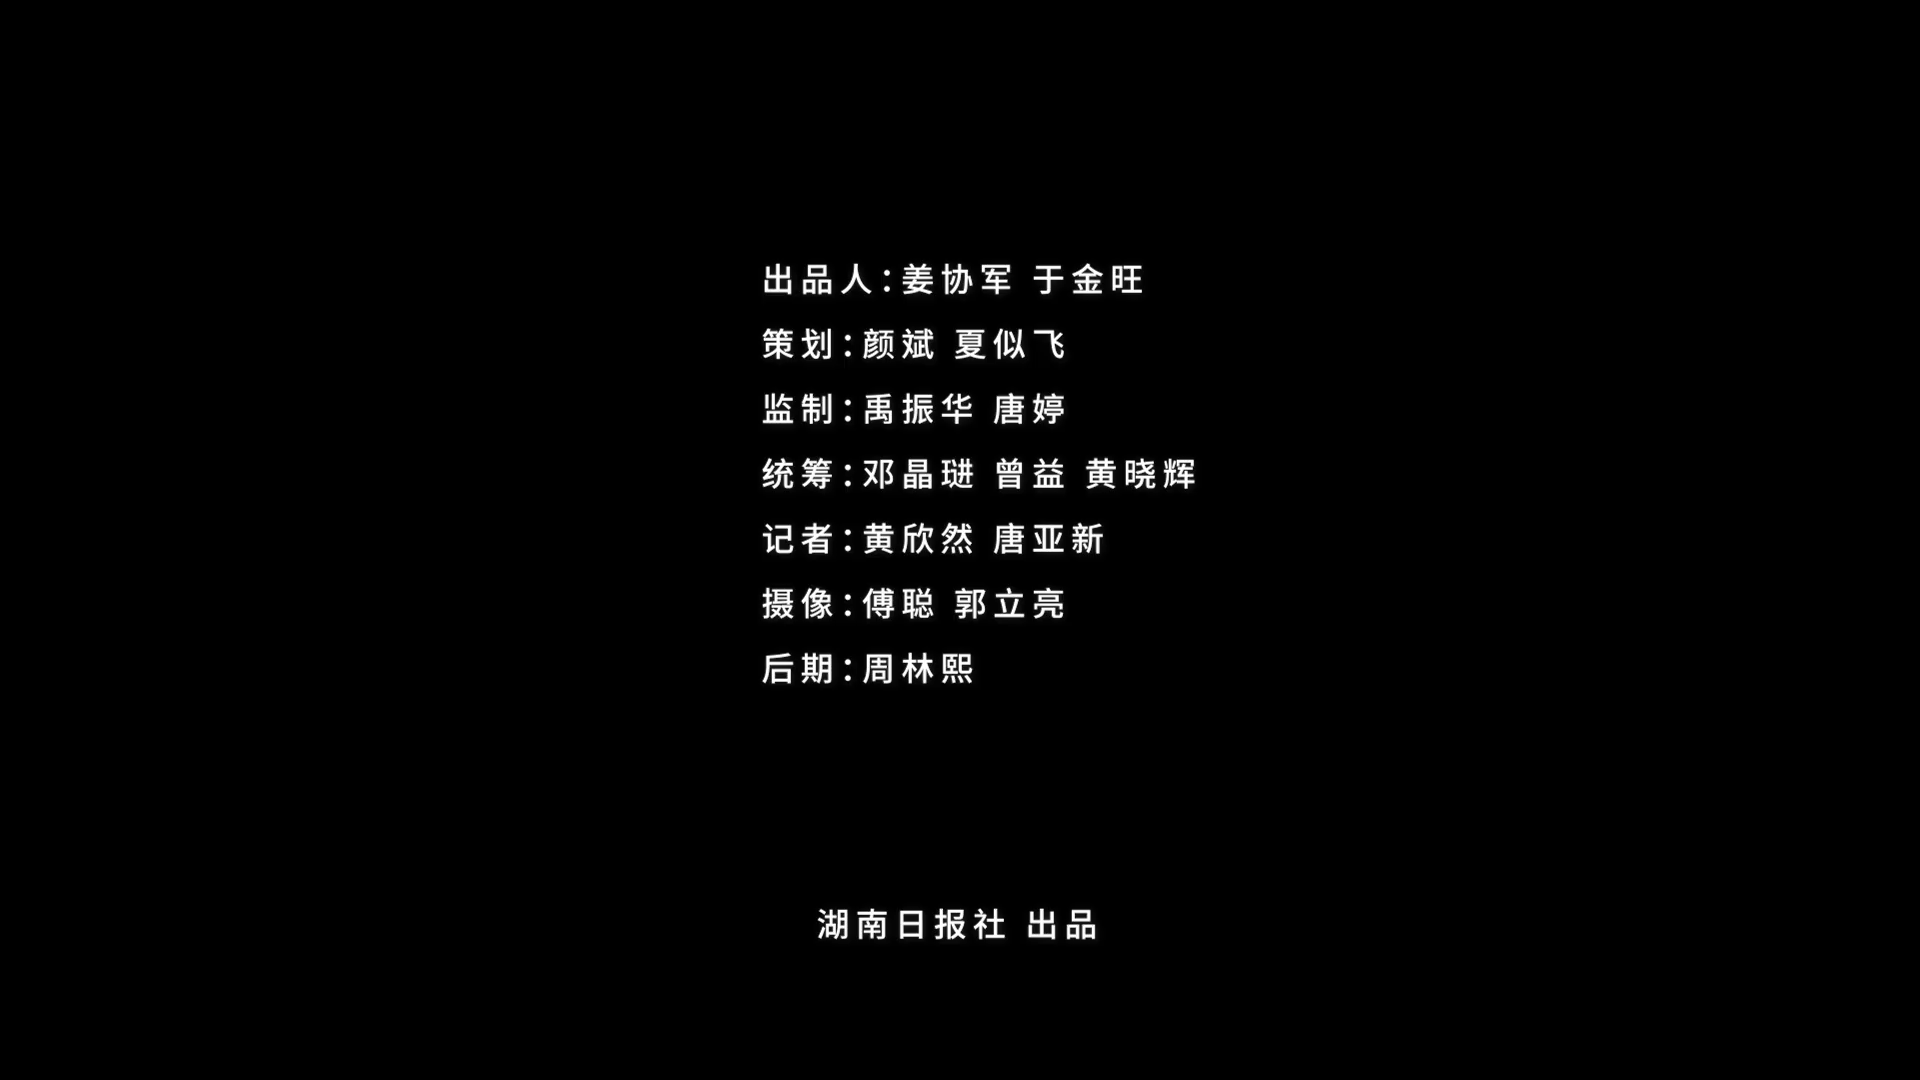 出品人：姜协军 于金旺
策划：颜斌 夏似飞
监制：禹振华 唐婷
统筹：邓晶琎 曾益 黄晓辉
记者：黄欣然 唐亚新
摄像：傅聪 郭立亮
后期：周林熙
湖南日报社 出品